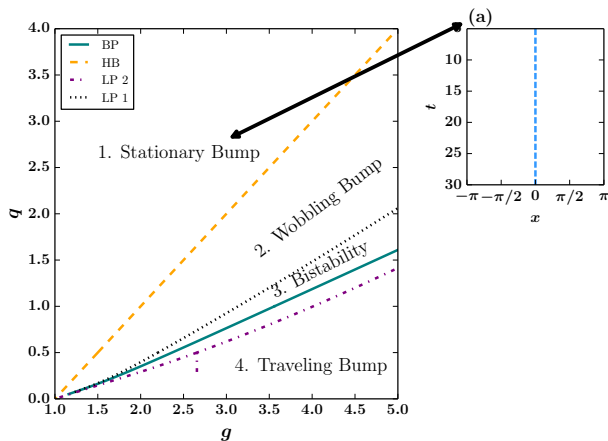 (a)
4.0
3.5
3.0
2.5
2.0
1.5
1.0
0.5
0.0
q
BP
HB
LP 2
LP 1
1. Stationary Bump
2. Wobbling Bump
3. Bistability
4. Traveling Bump
1.0 1.5 2.0 2.5 3.0 3.5 4.0 4.5 5.0
g
5
10
15
20
25
30
t
−π −π/2 0 π/2 π
x